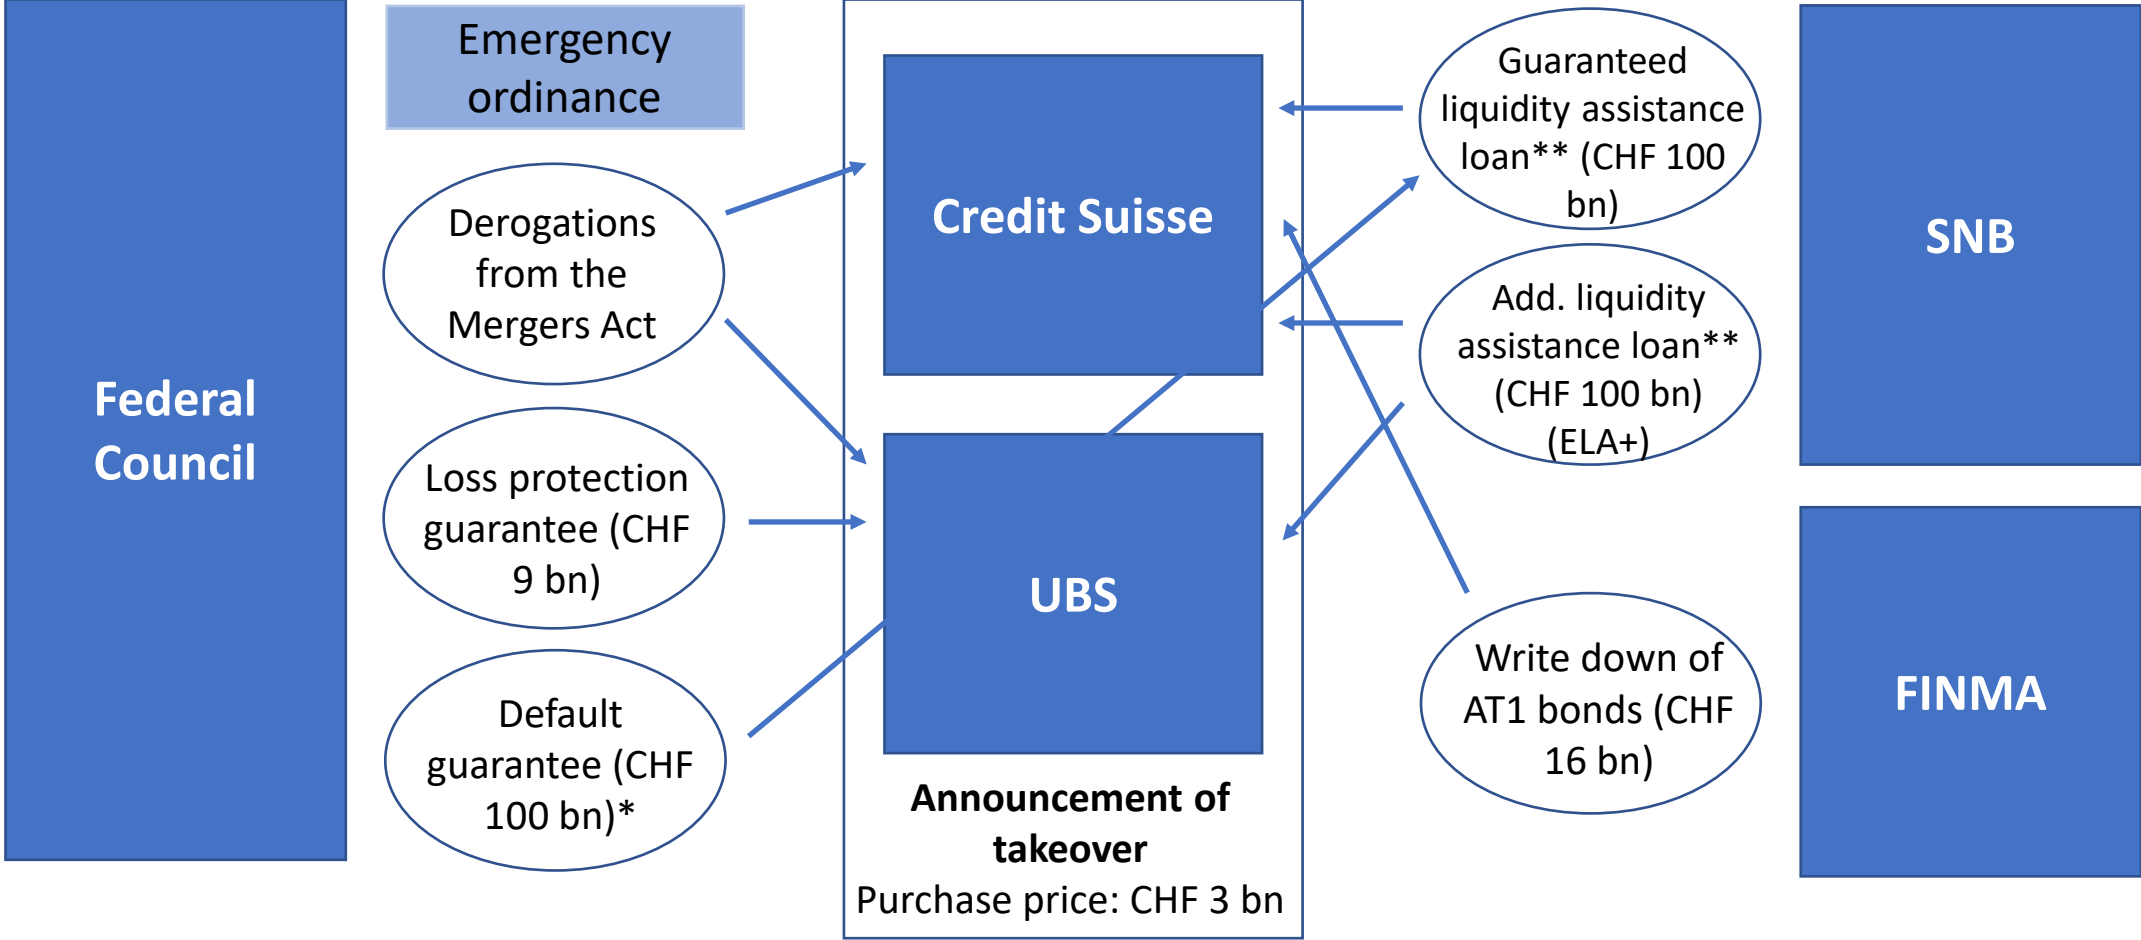 Federal
Council
Emergency
ordinance
Derogations
from the
Mergers Act
Loss protection
guarantee (CHF
9 bn)
Default
guarantee (CHF
100 bn)*
Credit Suisse
UBS
Announcement of
takeover
Purchase price: CHF 3 bn
Guaranteed
liquidity assistance
loan** (CHF 100
bn)
Add. liquidity
assistance loan**
(CHF 100 bn)
(ELA+)
Write down of
AT1 bonds (CHF
16 bn)
SNB
FINMA